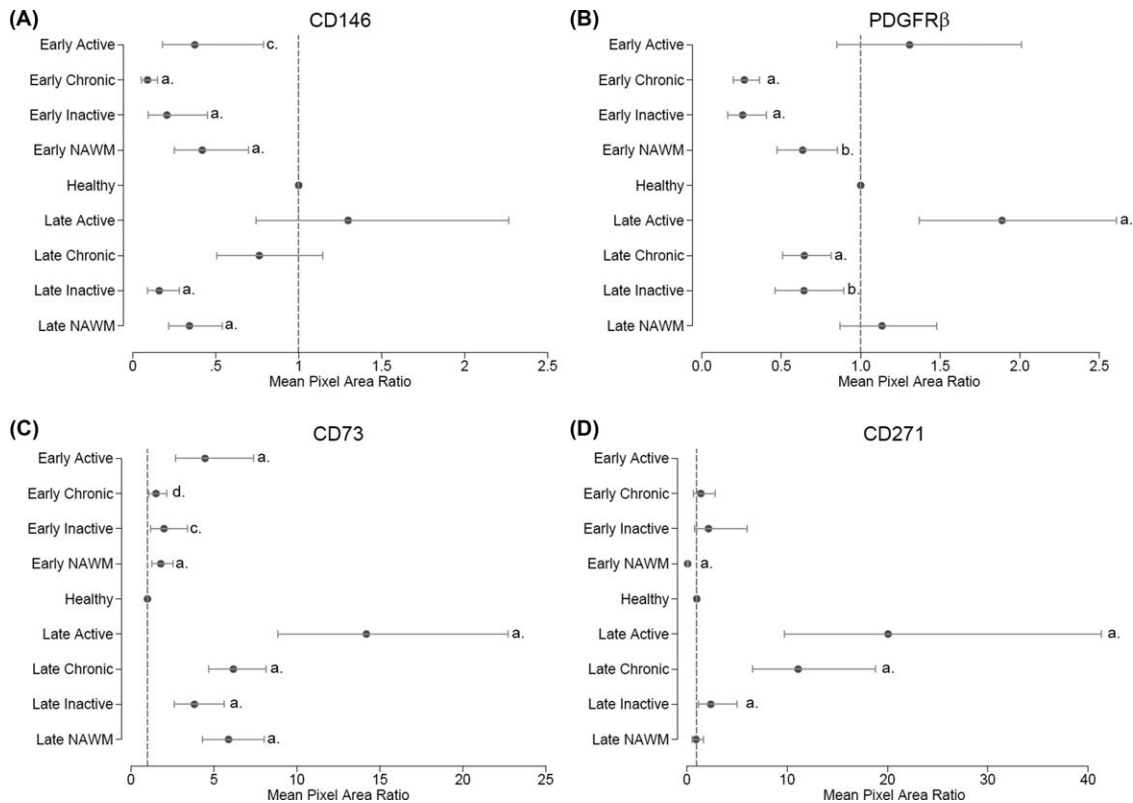 (A) CD146
Early Active c.
Early Chronic a.
Early Inactive a.
Early NAWM a.
Healthy
Late Active
Late Chronic
Late Inactive a.
Late NAWM a.
0 .5 1 1.5 2 2.5
Mean Pixel Area Ratio
(B) PDGFRβ
Early Active
Early Chronic a.
Early Inactive a.
Early NAWM b.
Healthy
Late Active a.
Late Chronic a.
Late Inactive b.
Late NAWM
0.0 0.5 1.0 1.5 2.0 2.5
Mean Pixel Area Ratio
(C) CD73
Early Active a.
Early Chronic d.
Early Inactive c.
Early NAWM a.
Healthy
Late Active a.
Late Chronic a.
Late Inactive a.
Late NAWM a.
0 5 10 15 20 25
Mean Pixel Area Ratio
(D) CD271
Early Active
Early Chronic
Early Inactive
Early NAWM a.
Healthy
Late Active a.
Late Chronic a.
Late Inactive a.
Late NAWM
0 10 20 30 40
Mean Pixel Area Ratio